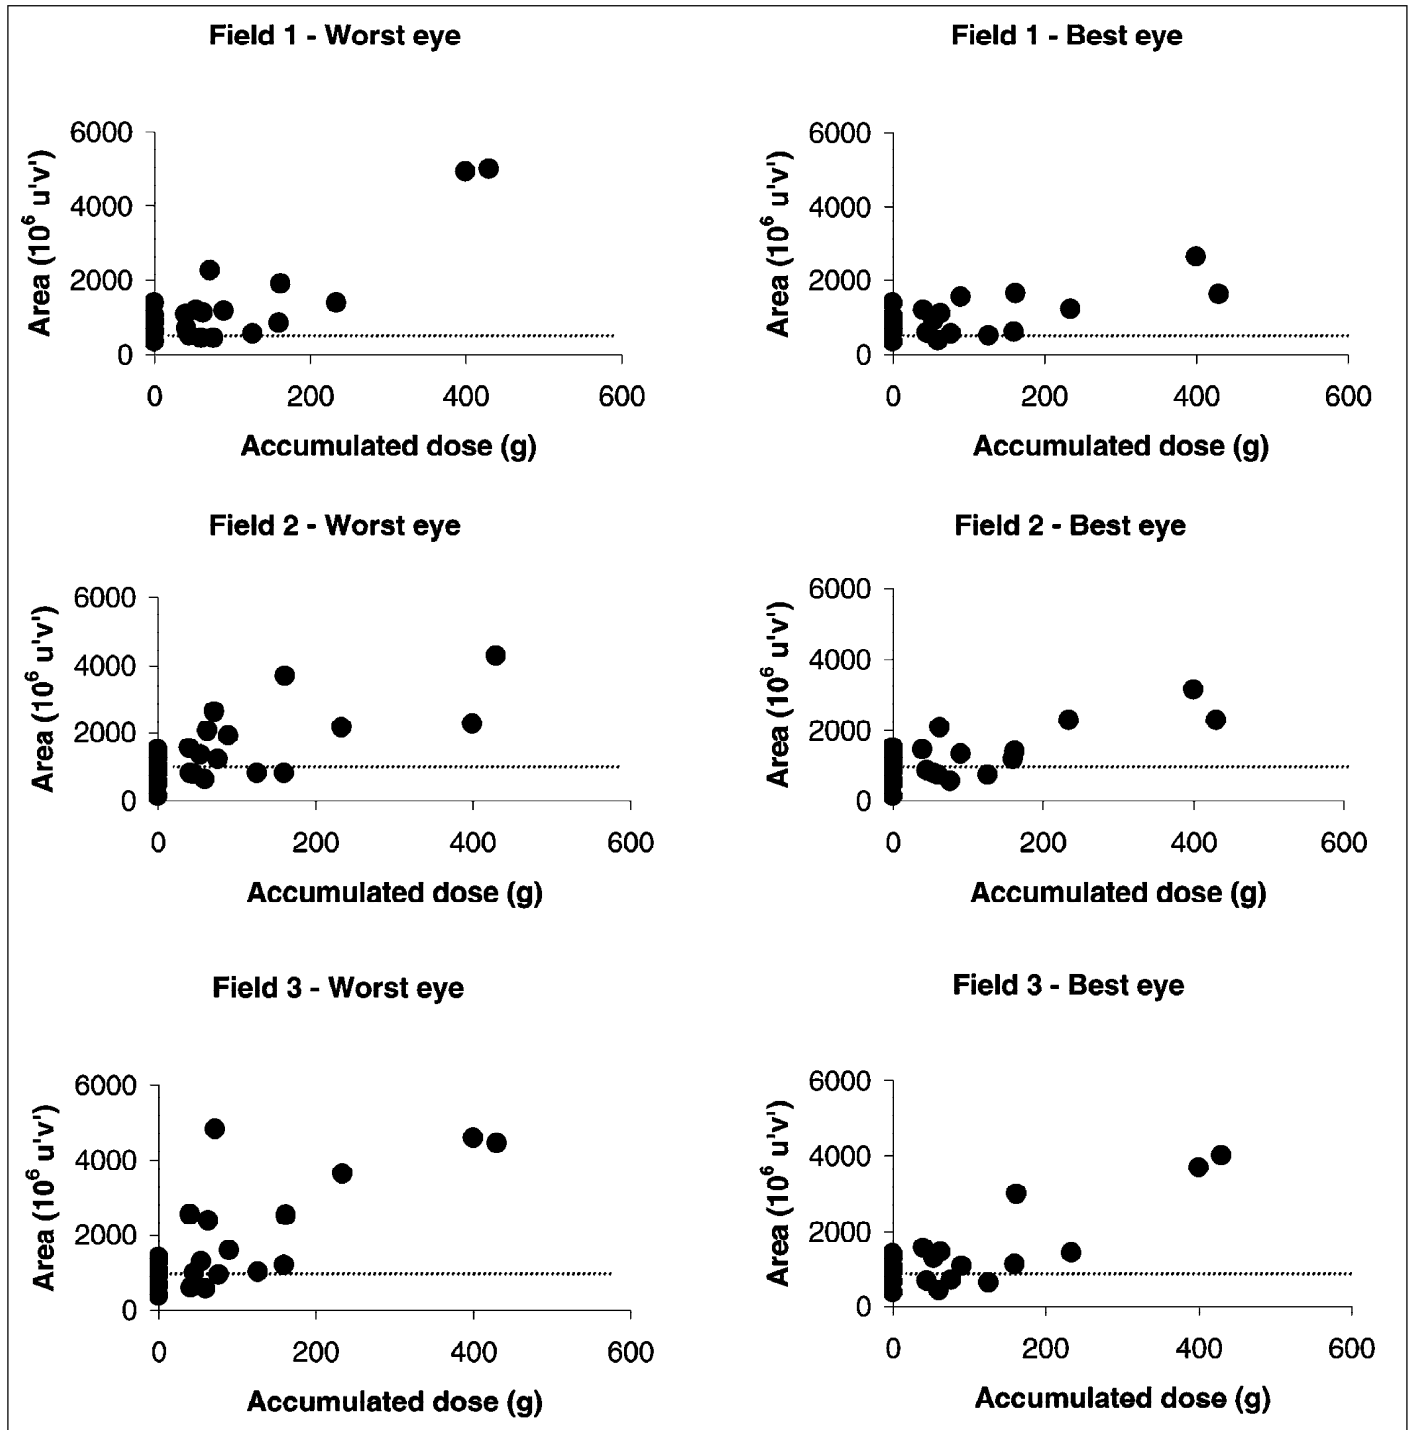 Field 1 - Worst eye
Area (10⁶ u'v')
6000
4000
2000
0
0 200 400 600
Accumulated dose (g)
Field 1 - Best eye
Area (10⁶ u'v')
6000
4000
2000
0
0 200 400 600
Accumulated dose (g)
Field 2 - Worst eye
Area (10⁶ u'v')
6000
4000
2000
0
0 200 400 600
Accumulated dose (g)
Field 2 - Best eye
Area (10⁶ u'v')
6000
4000
2000
0
0 200 400 600
Accumulated dose (g)
Field 3 - Worst eye
Area (10⁶ u'v')
6000
4000
2000
0
0 200 400 600
Accumulated dose (g)
Field 3 - Best eye
Area (10⁶ u'v')
6000
4000
2000
0
0 200 400 600
Accumulated dose (g)